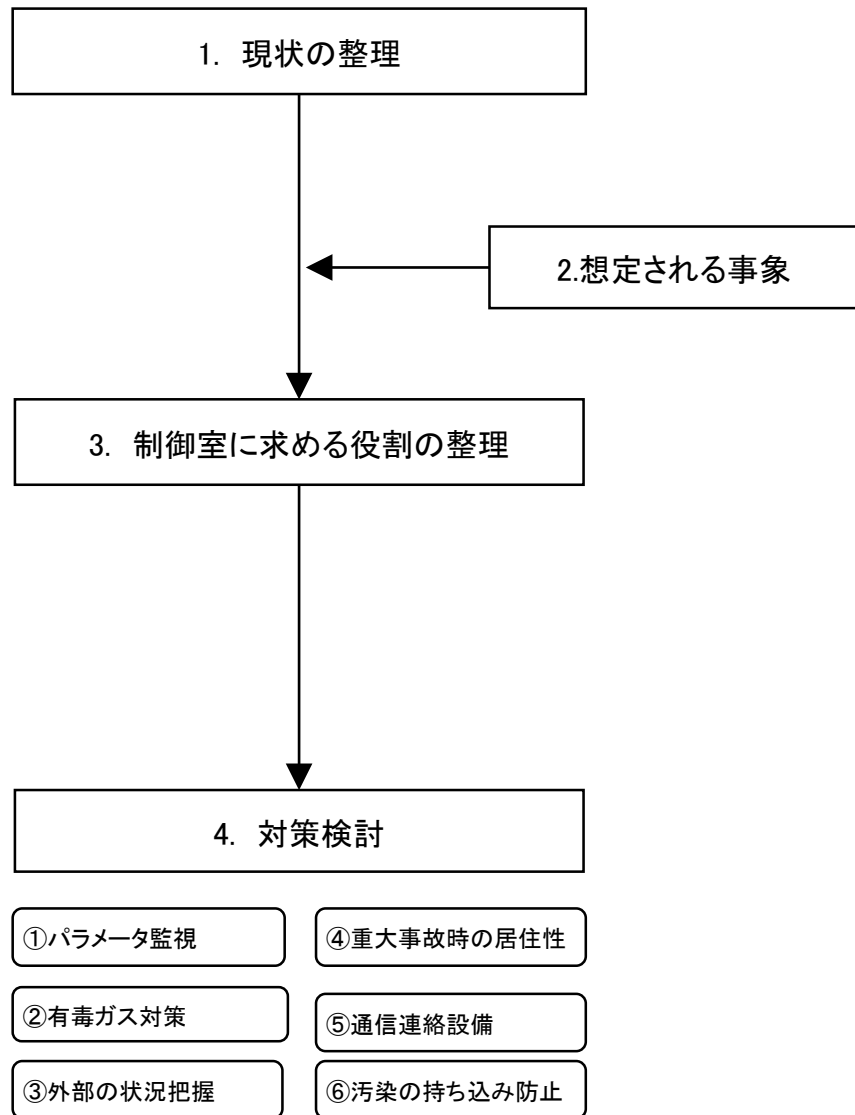 1. 現状の整理
2.想定される事象
3. 制御室に求める役割の整理
4. 対策検討
①パラメータ監視
②有毒ガス対策
③外部の状況把握
④重大事故時の居住性
⑤通信連絡設備
⑥汚染の持ち込み防止